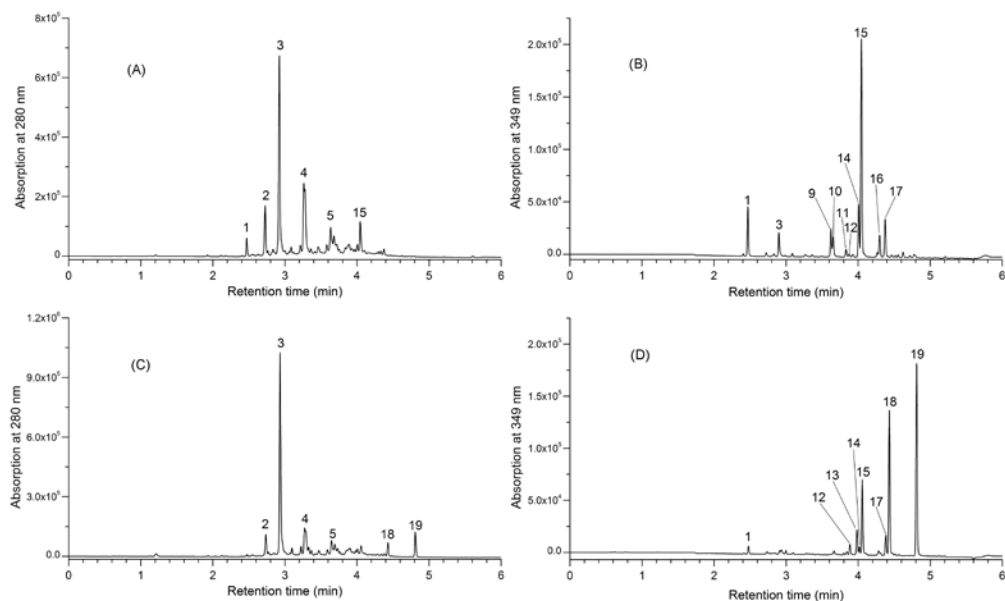 8x10⁵
6x10⁵
4x10⁵
2x10⁵
0
Absorption at 280 nm
(A)
1
2
3
4
5
15
0 1 2 3 4 5 6
Retention time (min)
2.0x10⁵
1.5x10⁵
1.0x10⁵
5.0x10⁴
0.0
Absorption at 349 nm
(B)
1
3
9
10
11
12
14
15
16
17
0 1 2 3 4 5 6
Retention time (min)
1.2x10⁶
9.0x10⁵
6.0x10⁵
3.0x10⁵
0.0
Absorption at 280 nm
(C)
2
3
4
5
18
19
0 1 2 3 4 5 6
Retention time (min)
2.0x10⁵
1.5x10⁵
1.0x10⁵
5.0x10⁴
0.0
Absorption at 349 nm
(D)
1
12
13
14
15
17
18
19
0 1 2 3 4 5 6
Retention time (min)